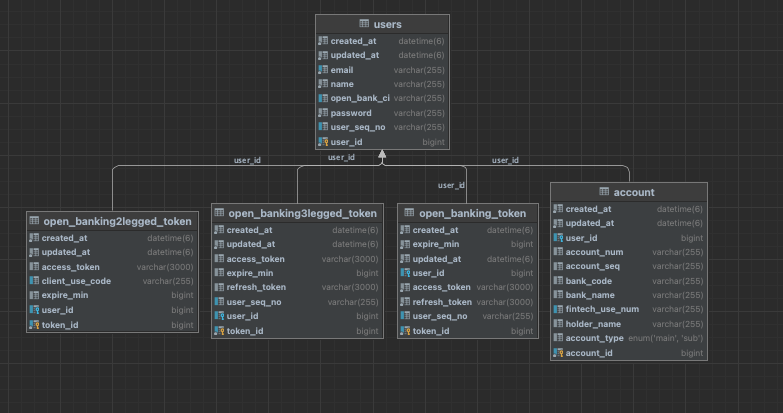 users
created_at datetime(6)
updated_at datetime(6)
email varchar(255)
name varchar(255)
open_bank_ci varchar(255)
password varchar(255)
user_seq_no varchar(255)
user_id bigint
user_id
user_id
user_id
user_id
open_banking2legged_token
created_at datetime(6)
updated_at datetime(6)
access_token varchar(3000)
client_use_code varchar(255)
expire_min bigint
user_id bigint
token_id bigint
open_banking3legged_token
created_at datetime(6)
updated_at datetime(6)
access_token varchar(3000)
expire_min bigint
refresh_token varchar(3000)
user_seq_no varchar(255)
user_id bigint
token_id bigint
open_banking_token
created_at datetime(6)
expire_min bigint
updated_at datetime(6)
user_id bigint
access_token varchar(3000)
refresh_token varchar(3000)
user_seq_no varchar(255)
token_id bigint
account
created_at datetime(6)
updated_at datetime(6)
user_id bigint
account_num varchar(255)
account_seq varchar(255)
bank_code varchar(255)
bank_name varchar(255)
fintech_use_num varchar(255)
holder_name varchar(255)
account_type enum('main', 'sub')
account_id bigint